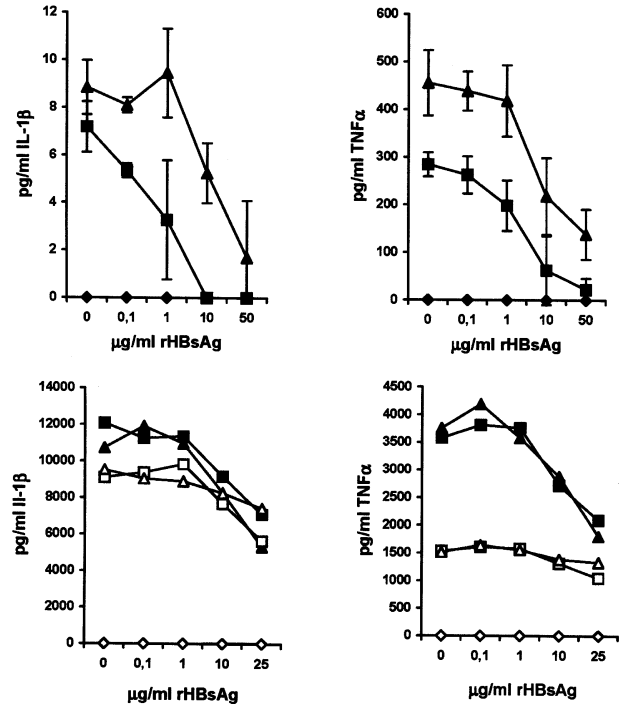 pg/ml IL-1β
12
10
8
6
4
2
0
0 0,1 1 10 50
μg/ml rHBsAg
pg/ml TNFα
600
500
400
300
200
100
0
0 0,1 1 10 50
μg/ml rHBsAg
pg/ml Il-1β
14000
12000
10000
8000
6000
4000
2000
0
0 0,1 1 10 25
μg/ml rHBsAg
pg/ml TNFα
4500
4000
3500
3000
2500
2000
1500
1000
500
0
0 0,1 1 10 25
μg/ml rHBsAg